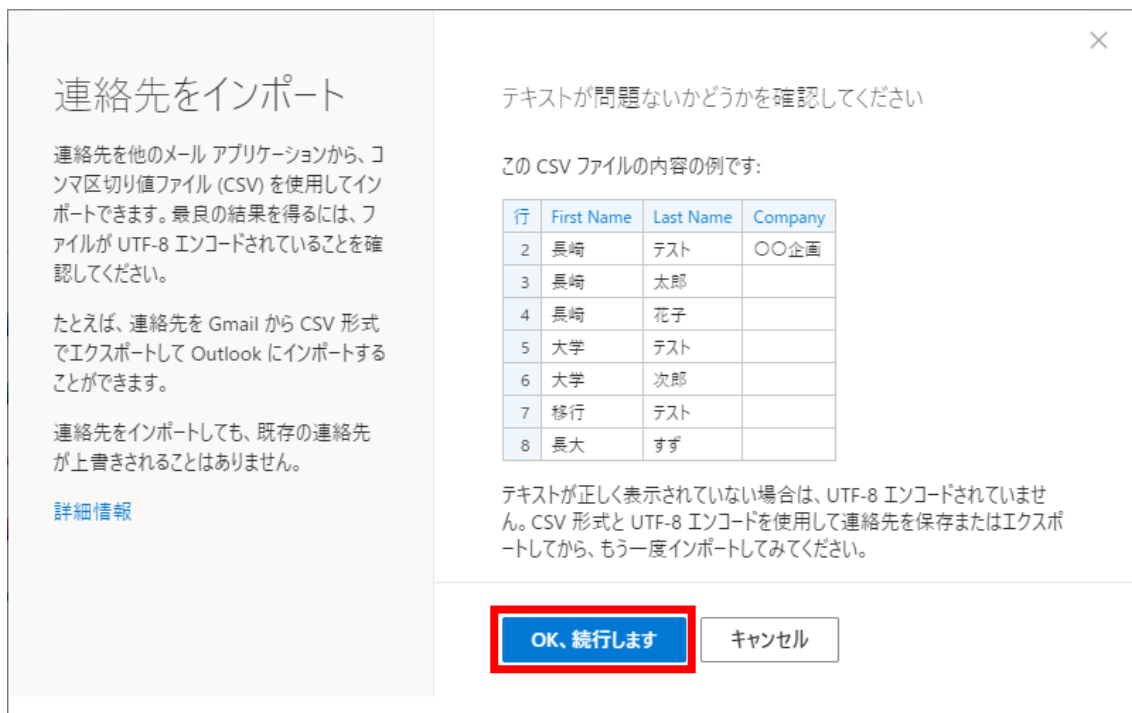 連絡先をインポート
連絡先を他のメール アプリケーションから、コ
ンマ区切り値ファイル (CSV) を使用してイン
ポートできます。最良の結果を得るには、フ
ァイルが UTF-8 エンコードされていることを確
認してください。
たとえば、連絡先を Gmail から CSV 形式
でエクスポートして Outlook にインポートする
ことができます。
連絡先をインポートしても、既存の連絡先
が上書きされることはありません。
詳細情報
テキストが問題ないかどうかを確認してください
この CSV ファイルの内容の例です:
行 First Name Last Name Company
2 長崎 テスト 〇〇企画
3 長崎 太郎
4 長崎 花子
5 大学 テスト
6 大学 次郎
7 移行 テスト
8 長大 すず
テキストが正しく表示されていない場合は、UTF-8 エンコードされていませ
ん。CSV 形式と UTF-8 エンコードを使用して連絡先を保存またはエクスポ
ートしてから、もう一度インポートしてみてください。
OK、続行します キャンセル